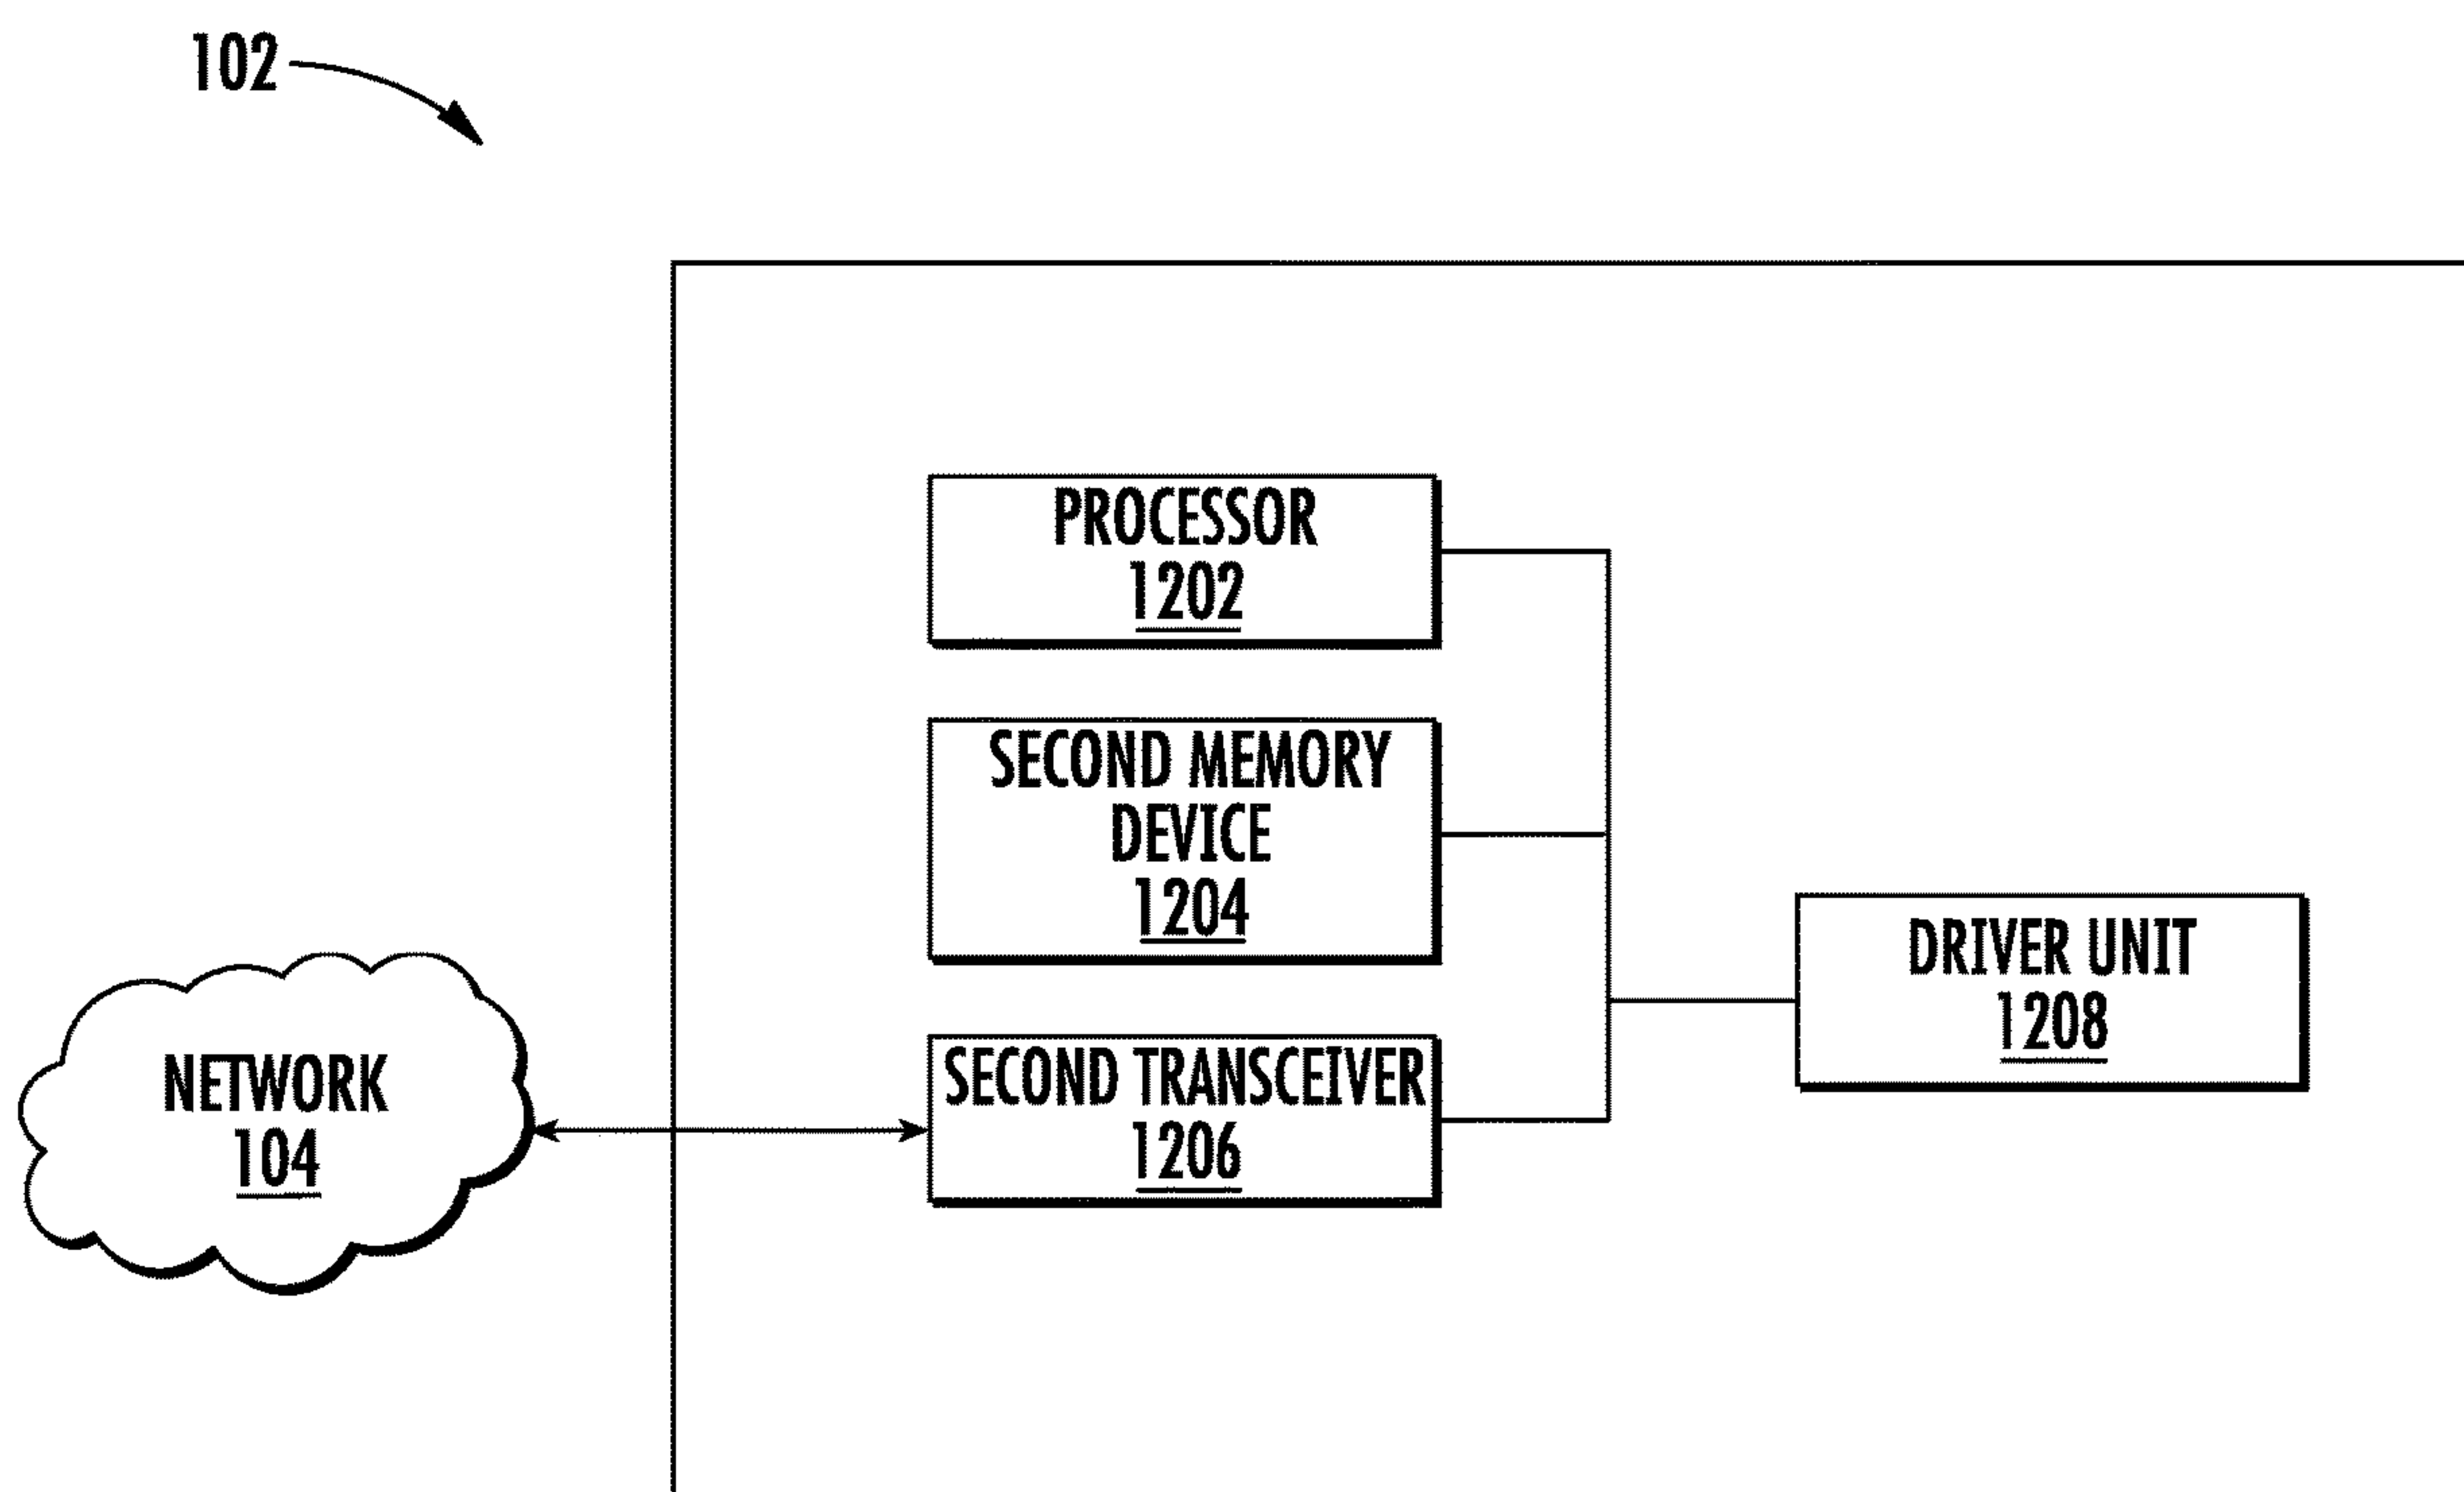 102
PROCESSOR
1202
SECOND MEMORY
DEVICE
1204
SECOND TRANSCEIVER
1206
DRIVER UNIT
1208
NETWORK
104